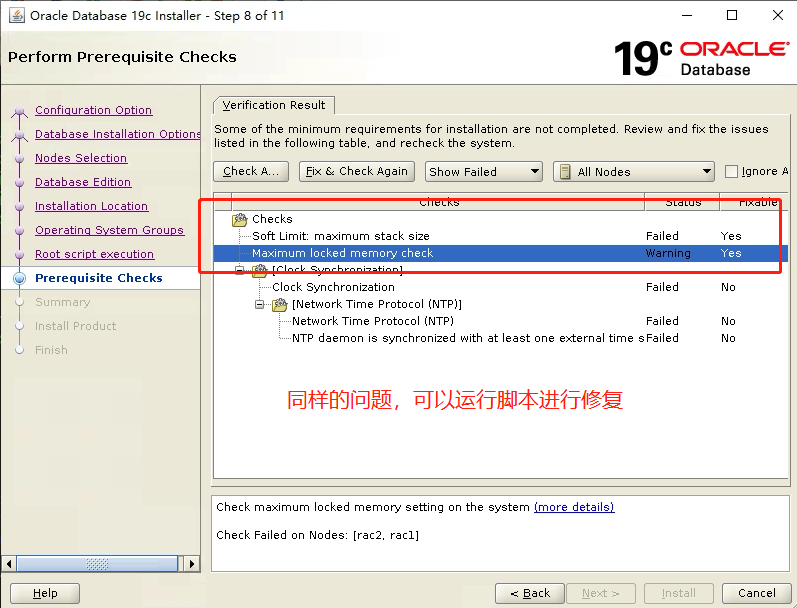 Oracle Database 19c Installer - Step 8 of 11
Perform Prerequisite Checks
19c ORACLE
Database
Configuration Option
Database Installation Options
Nodes Selection
Database Edition
Installation Location
Operating System Groups
Root script execution
Prerequisite Checks
Summary
Install Product
Finish
Verification Result
Some of the minimum requirements for installation are not completed. Review and fix the issues
listed in the following table, and recheck the system.
Check A... Fix & Check Again Show Failed All Nodes Ignore A
Checks Status Fixable
Checks
Soft Limit: maximum stack size Failed Yes
Maximum locked memory check Warning Yes
[Clock Synchronization]
Clock Synchronization Failed No
[Network Time Protocol (NTP)]
Network Time Protocol (NTP) Failed No
NTP daemon is synchronized with at least one external time s Failed No
同样的问题，可以运行脚本进行修复
Check maximum locked memory setting on the system (more details)
Check Failed on Nodes: [rac2, rac1]
Help < Back Next > Install Cancel